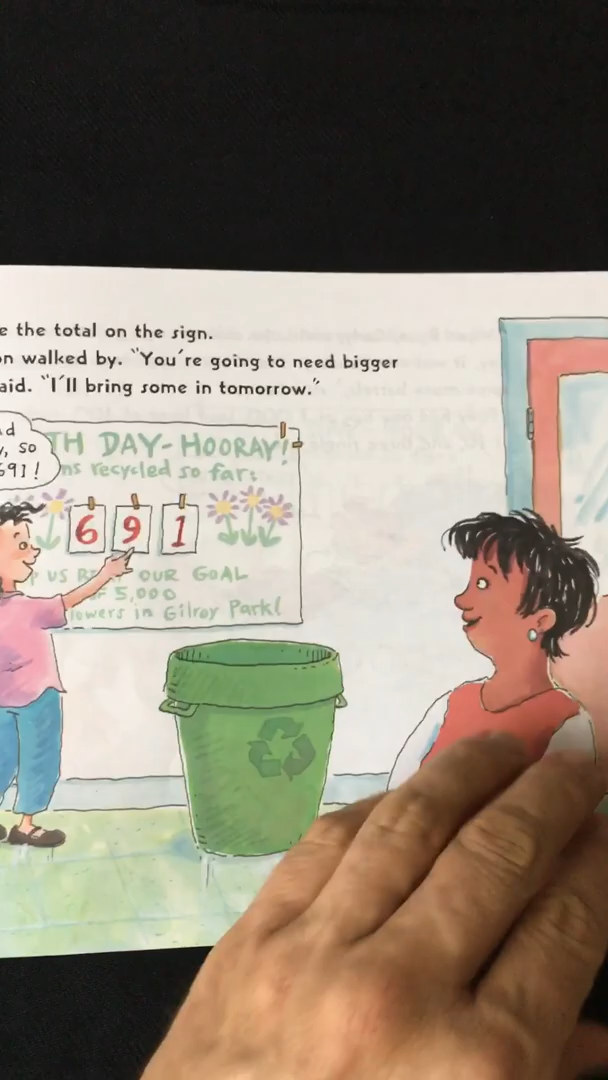 e the total on the sign.
n walked by. "You're going to need bigger
aid. "I'll bring some in tomorrow."
d
y, so
691!
TH DAY-HOORAY!
ns recycled so far:
6 9 1
P US RE OUR GOAL
F 5,000
lowers in Gilroy Park!